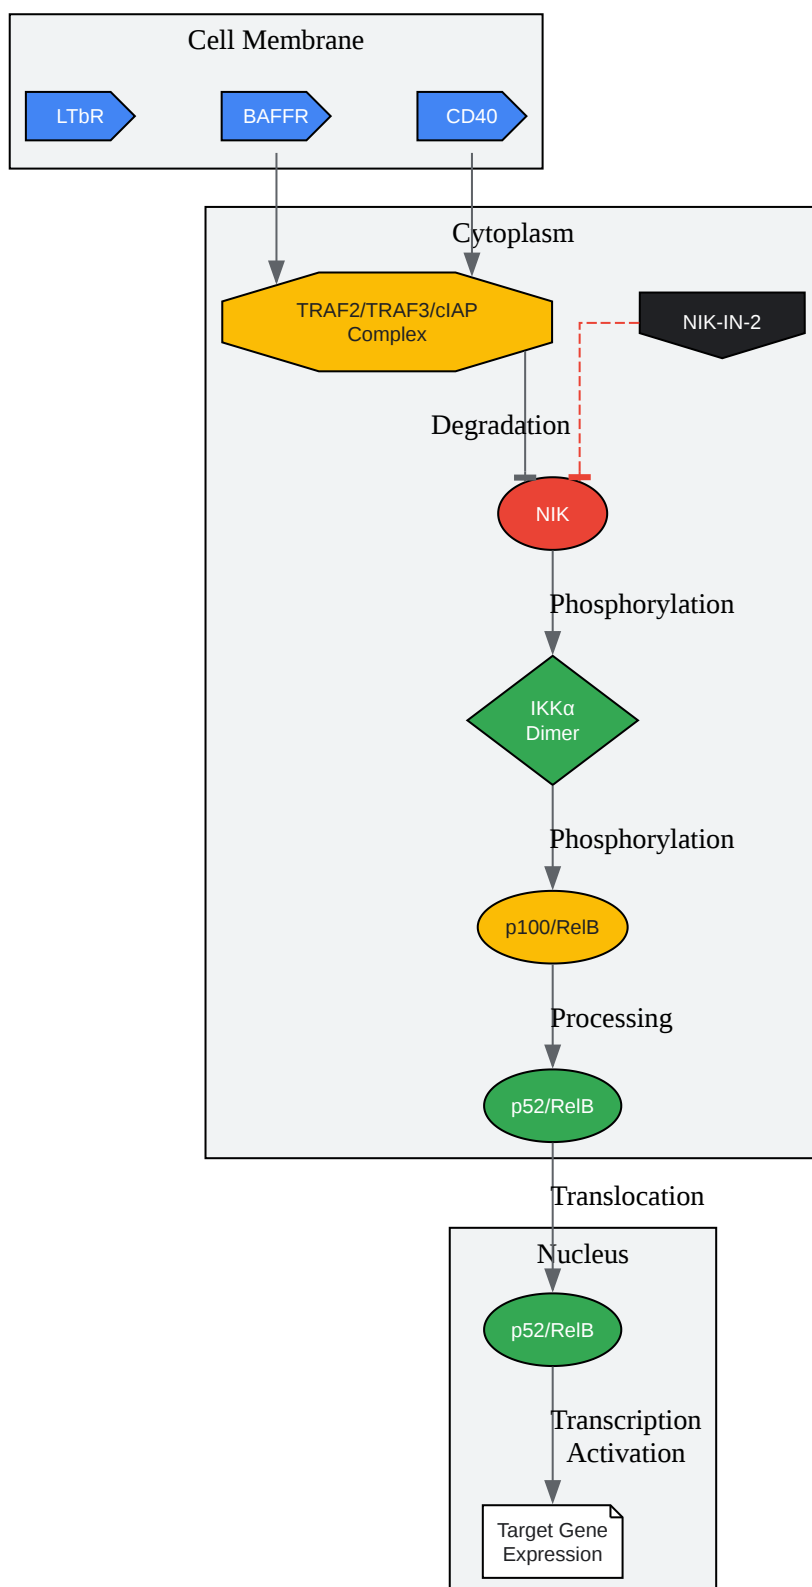 Cell Membrane
LTbR
BAFFR
CD40
Cytoplasm
TRAF2/TRAF3/cIAP
Complex
NIK-IN-2
Degradation
NIK
Phosphorylation
IKKα
Dimer
Phosphorylation
p100/RelB
Processing
p52/RelB
Translocation
Nucleus
p52/RelB
Transcription
Activation
Target Gene
Expression